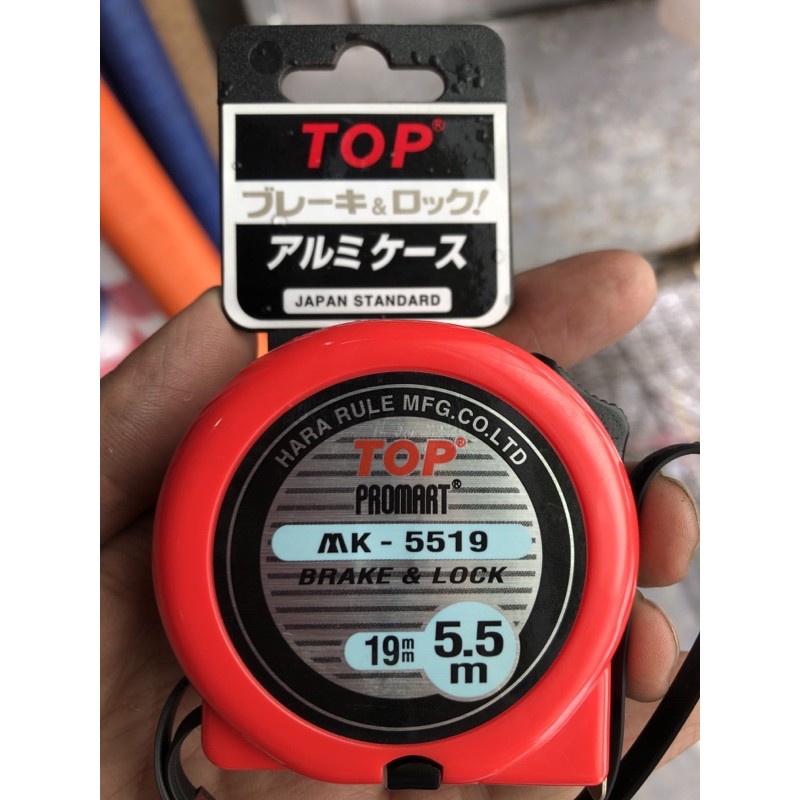 TOP®
ブレーキ&ロック!
アルミケース
JAPAN STANDARD
HARA RULE MFG.CO.LTD
TOP®
PROMART®
MK - 5519
BRAKE & LOCK
19mm
5.5
m